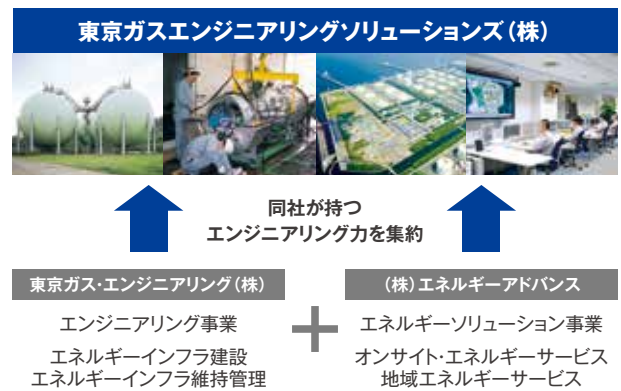 東京ガスエンジニアリングソリューションズ(株)
同社が持つ
エンジニアリング力を集約
東京ガス・エンジニアリング(株)
エンジニアリング事業
エネルギーインフラ建設
エネルギーインフラ維持管理
+
(株)エネルギーアドバンス
エネルギーソリューション事業
オンサイト・エネルギーサービス
地域エネルギーサービス